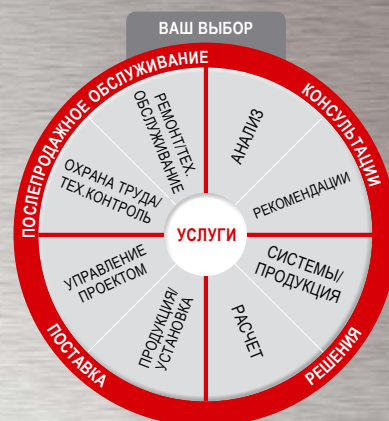 ВАШ ВЫБОР
ПОСЛЕПРОДАЖНОЕ ОБСЛУЖИВАНИЕ
КОНСУЛЬТАЦИИ
РЕМОНТ/ТЕХ.
ОБСЛУЖИВАНИЕ
АНАЛИЗ
ОХРАНА ТРУДА/
ТЕХ.КОНТРОЛЬ
РЕКОМЕНДАЦИИ
УСЛУГИ
УПРАВЛЕНИЕ
ПРОЕКТОМ
СИСТЕМЫ/
ПРОДУКЦИЯ
ПРОДУКЦИЯ/
УСТАНОВКА
РАСЧЕТ
ПОСТАВКА
РЕШЕНИЯ